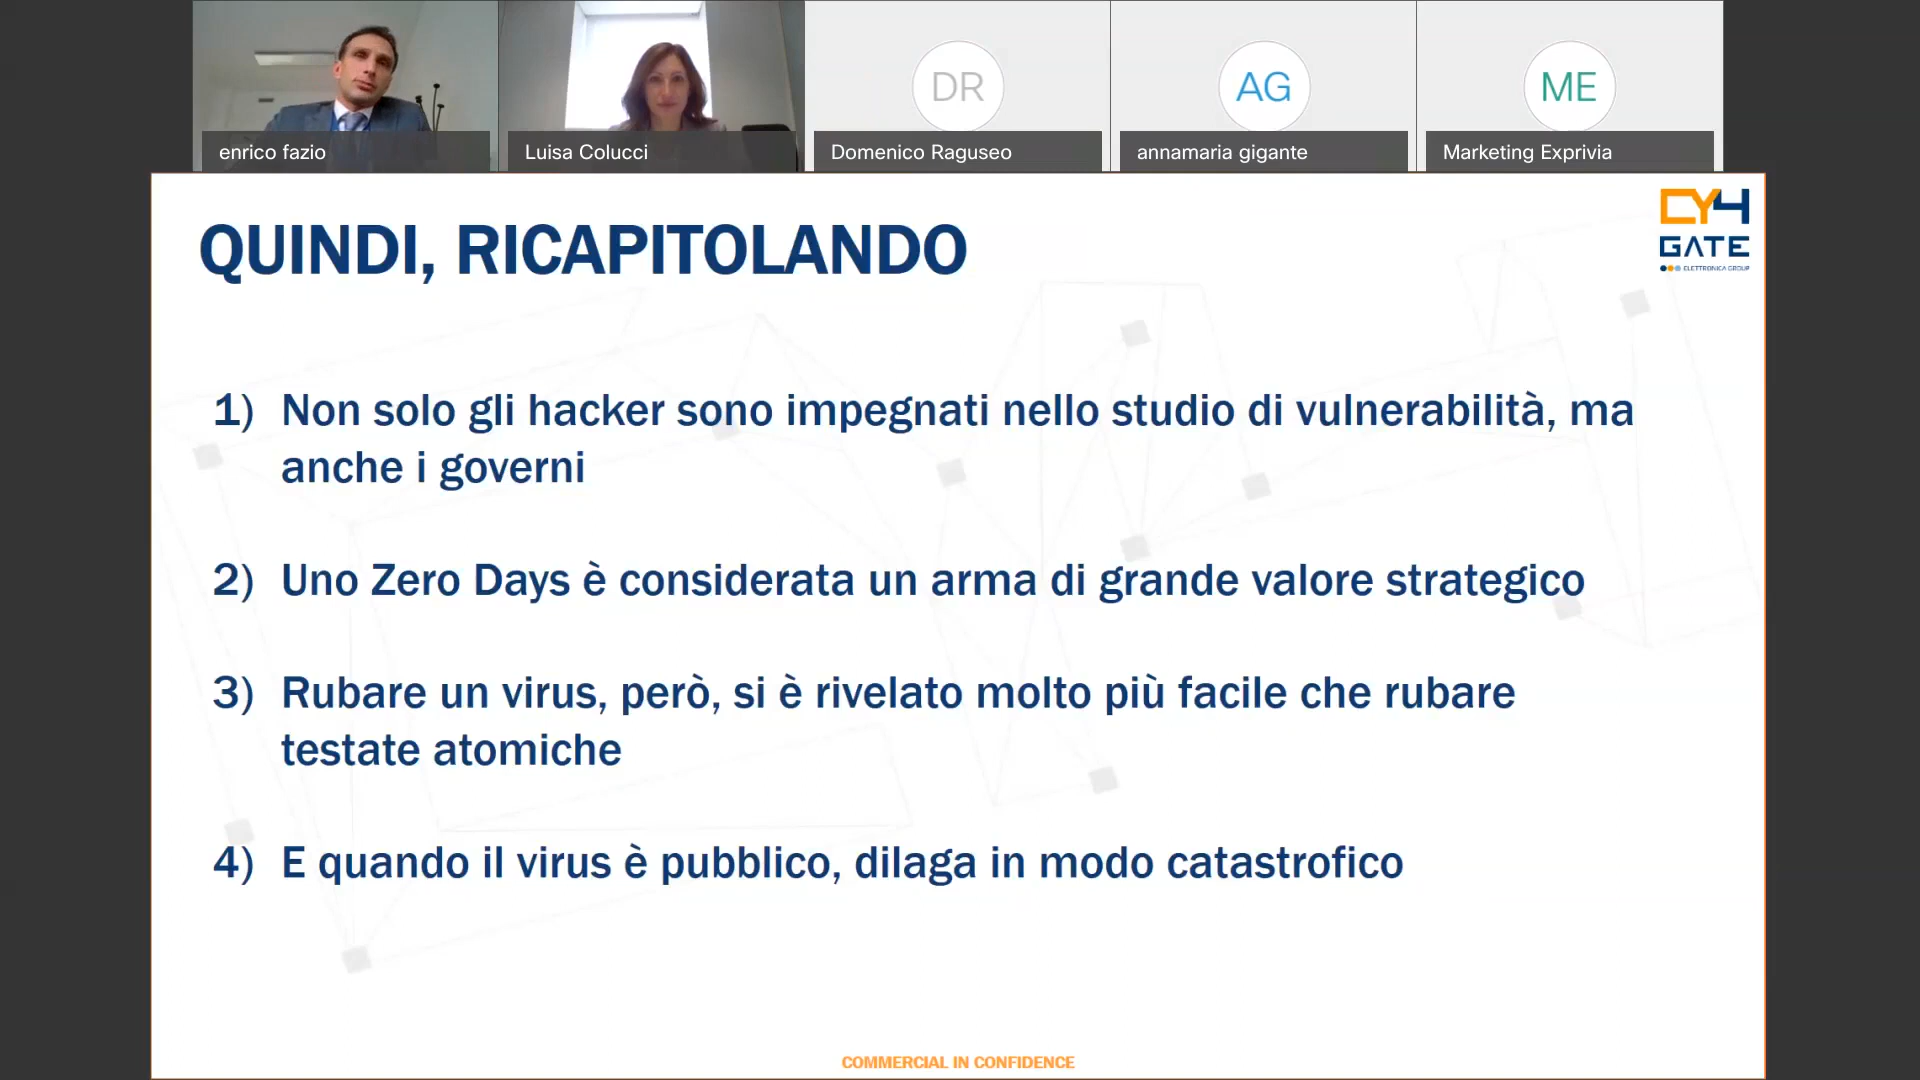 DR
AG
ME
enrico fazio
Luisa Colucci
Domenico Raguseo
annamaria gigante
Marketing Exprivia
CY4
GATE
ELETTRONICA GROUP
QUINDI, RICAPITOLANDO
1) Non solo gli hacker sono impegnati nello studio di vulnerabilità, ma
anche i governi
2) Uno Zero Days è considerata un arma di grande valore strategico
3) Rubare un virus, però, si è rivelato molto più facile che rubare
testate atomiche
4) E quando il virus è pubblico, dilaga in modo catastrofico
COMMERCIAL IN CONFIDENCE